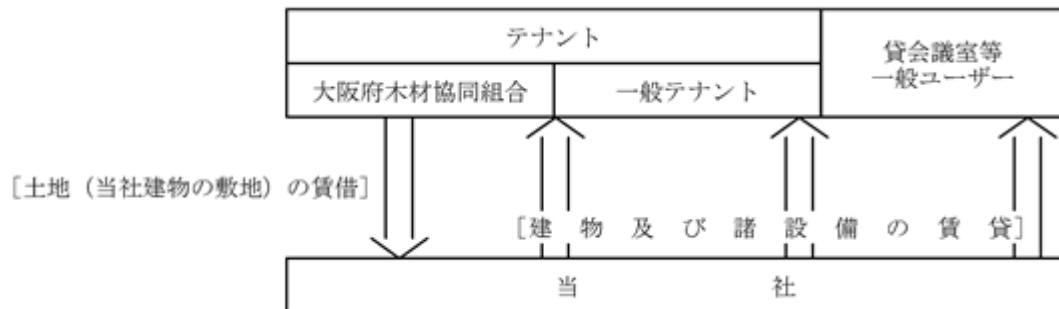 テナント
貸会議室等
一般ユーザー
大阪府木材協同組合
一般テナント
[土地(当社建物の敷地)の賃借]
[建物及び諸設備の賃貸]
当社